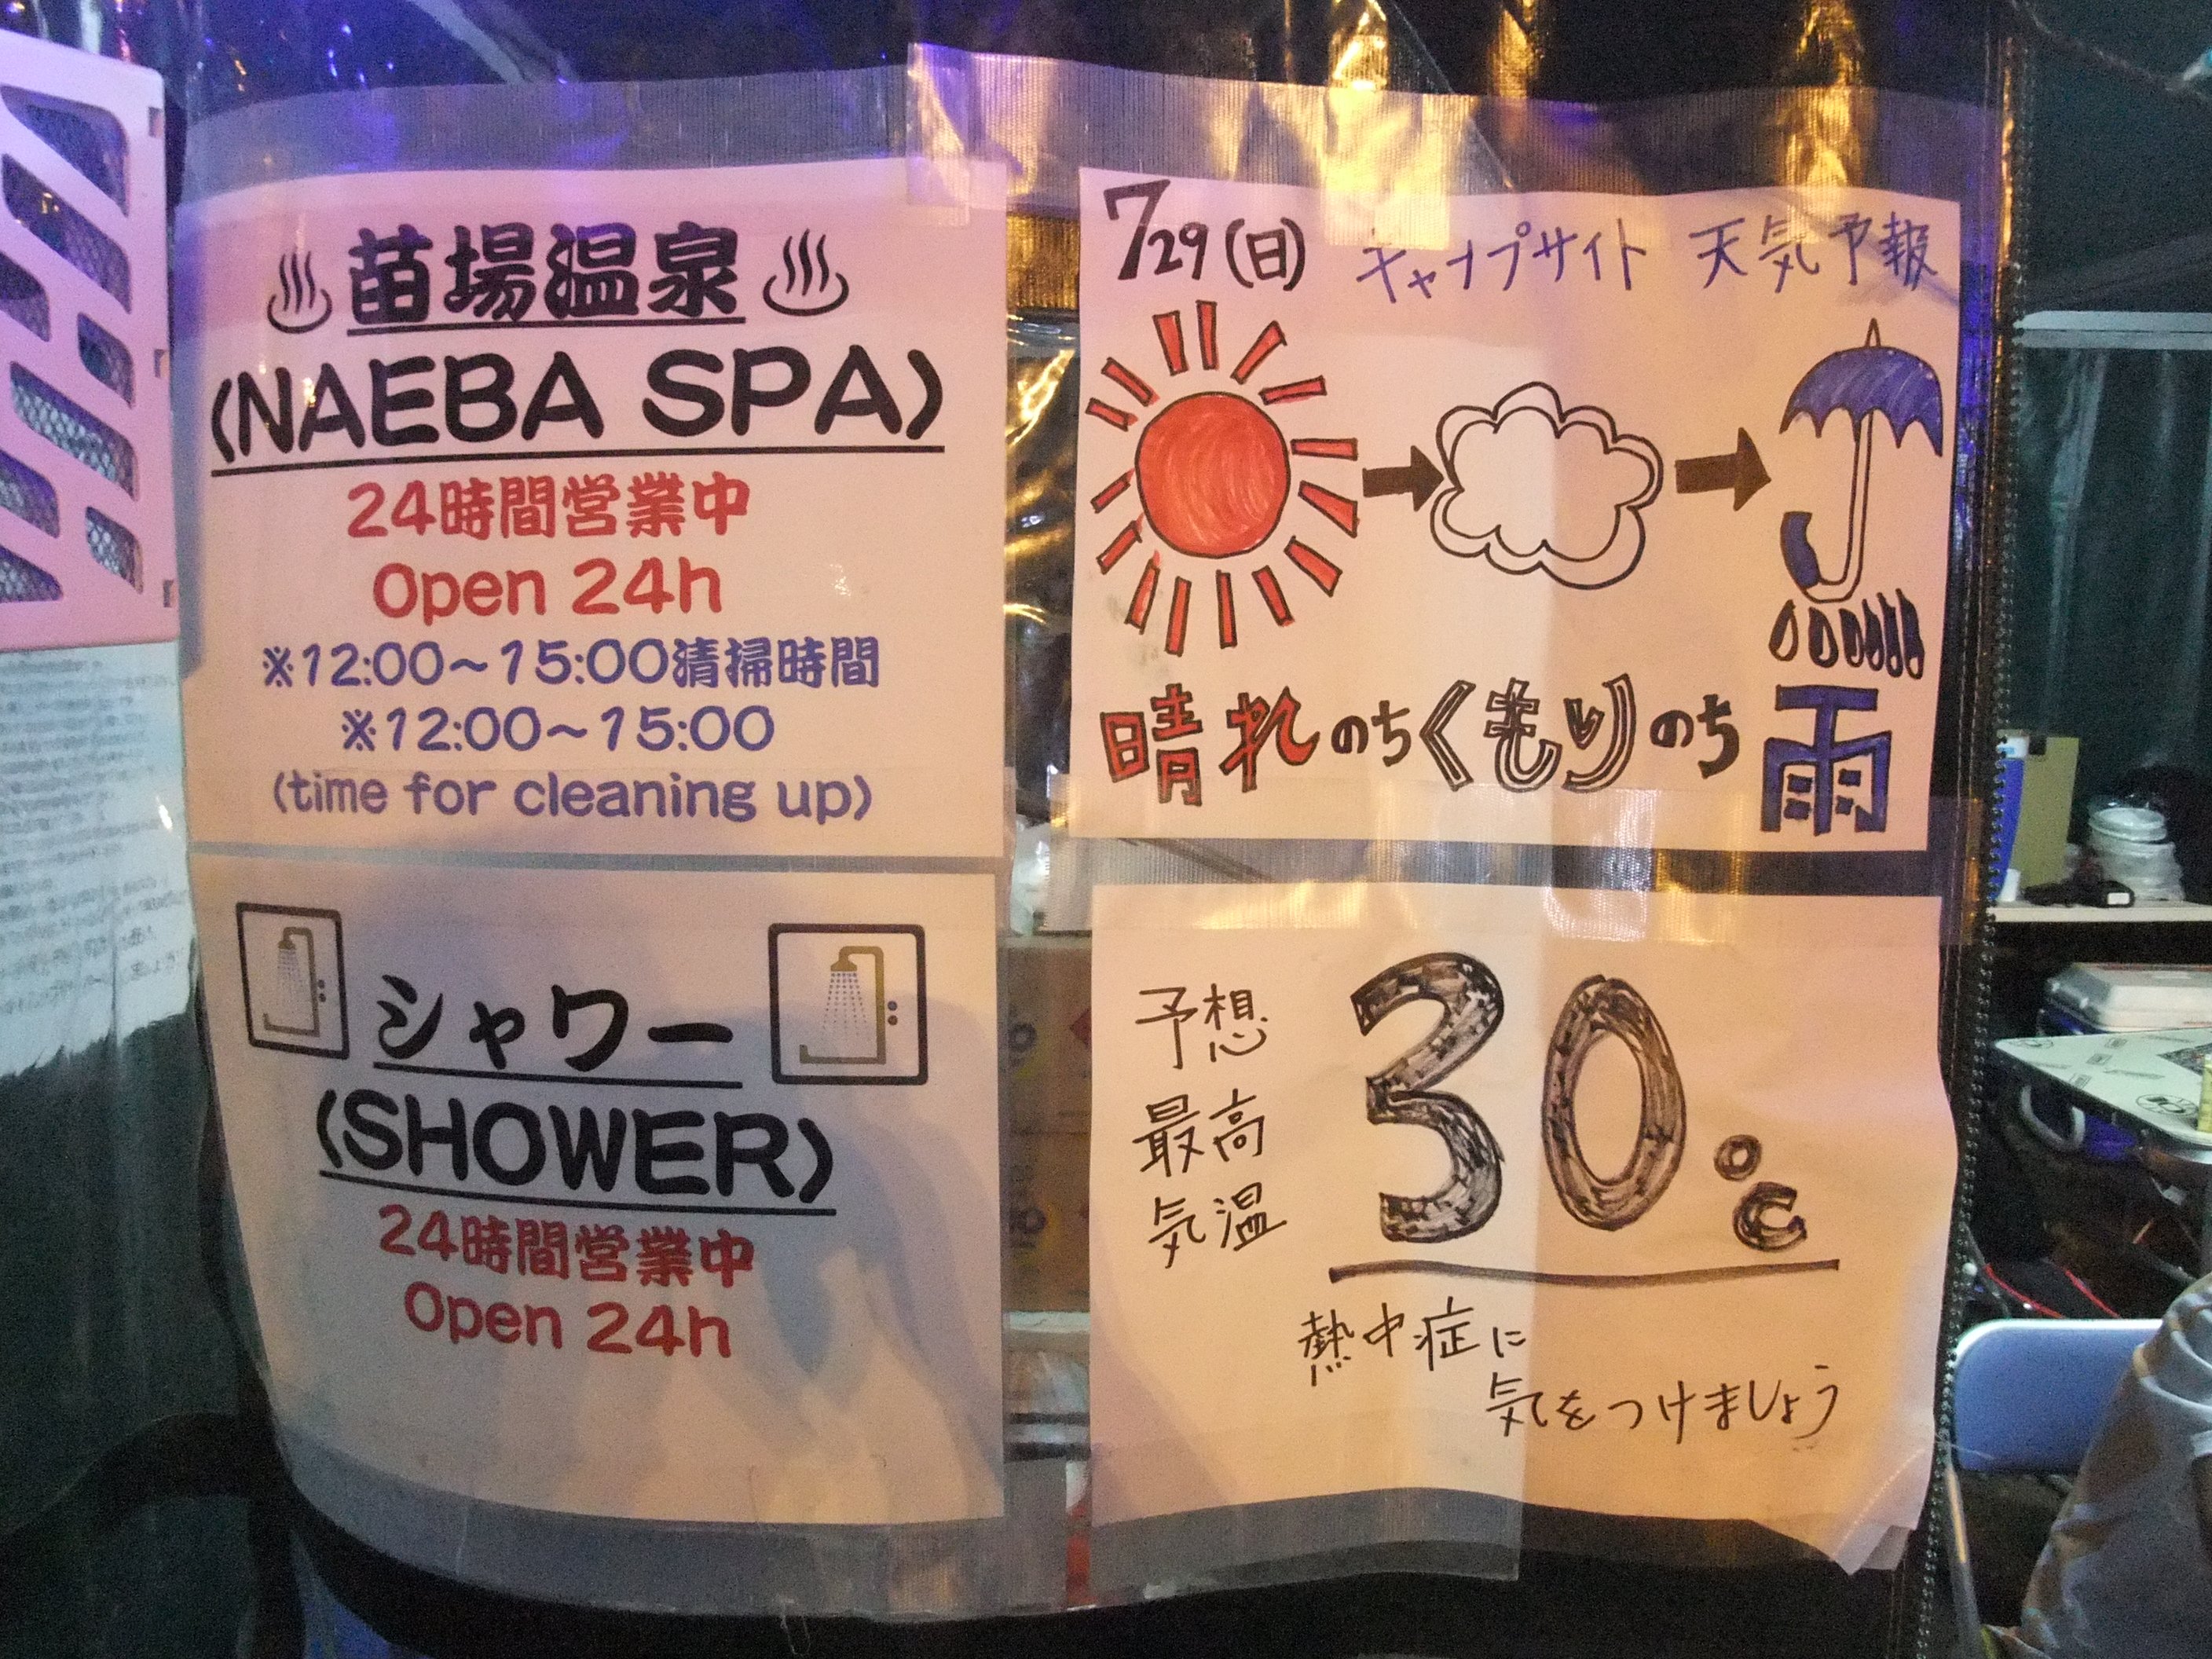 ♨苗場温泉♨
(NAEBA SPA)
24時間営業中
Open 24h
※12:00～15:00清掃時間
※12:00～15:00
(time for cleaning up)
シャワー
(SHOWER)
24時間営業中
Open 24h
7/29(日) キャンプサイト 天気予報
晴れのちくもりのち雨
予想
最高
気温
30℃
熱中症に
気をつけましょう